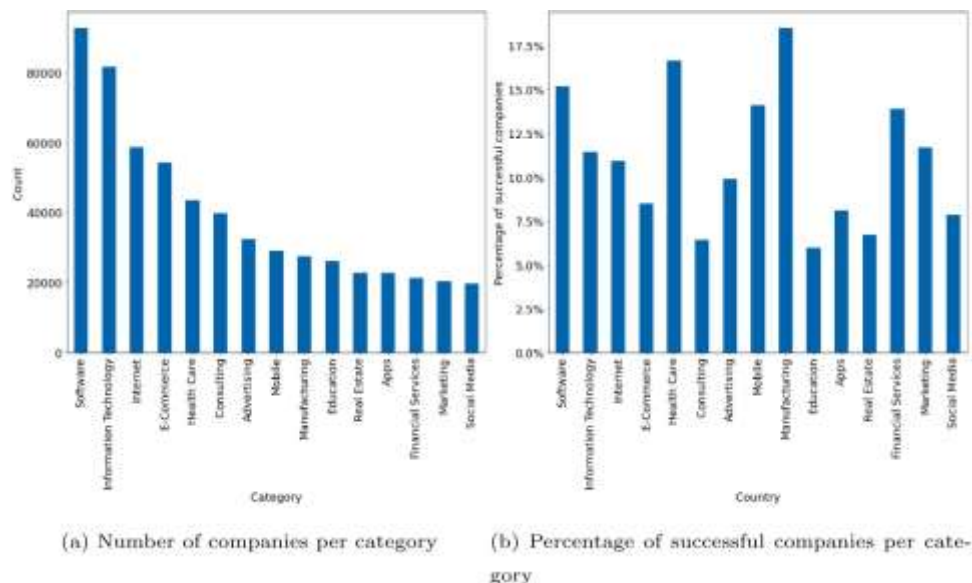 80000
60000
40000
20000
0
Count
Software
Information Technology
Internet
E-Commerce
Health Care
Consulting
Advertising
Mobile
Manufacturing
Education
Real Estate
Apps
Financial Services
Marketing
Social Media
Category
17.5%
15.0%
12.5%
10.0%
7.5%
5.0%
2.5%
0.0%
Percentage of successful companies
Software
Information Technology
Internet
E-Commerce
Health Care
Consulting
Advertising
Mobile
Manufacturing
Education
Apps
Real Estate
Financial Services
Marketing
Social Media
Country
(a) Number of companies per category
(b) Percentage of successful companies per cate-
gory